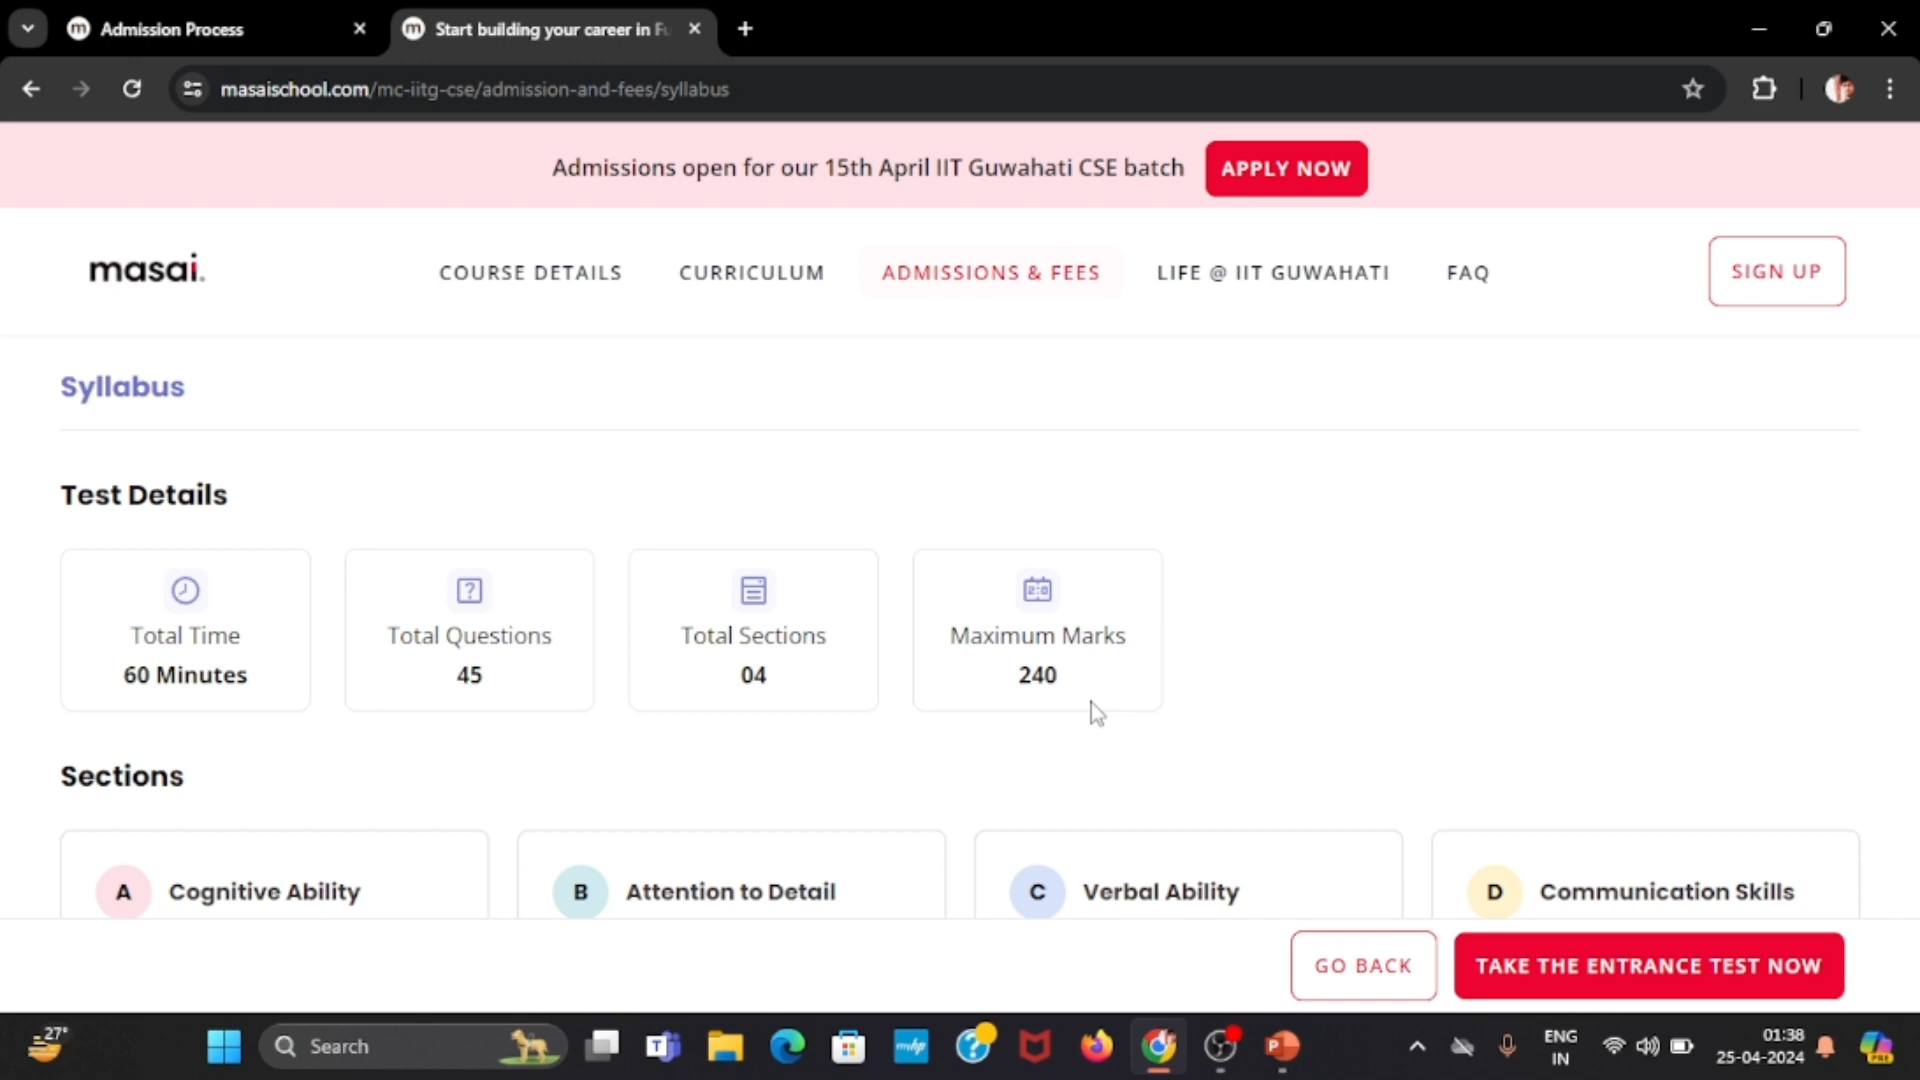 Admission Process
Start building your career in Fu
masaischool.com/mc-iitg-cse/admission-and-fees/syllabus
Admissions open for our 15th April IIT Guwahati CSE batch
APPLY NOW
masai.
COURSE DETAILS
CURRICULUM
ADMISSIONS & FEES
LIFE @ IIT GUWAHATI
FAQ
SIGN UP
Syllabus
Test Details
Total Time
60 Minutes
Total Questions
45
Total Sections
04
Maximum Marks
240
Sections
A Cognitive Ability
B Attention to Detail
C Verbal Ability
D Communication Skills
GO BACK
TAKE THE ENTRANCE TEST NOW
27°
Search
ENG
IN
01:38
25-04-2024